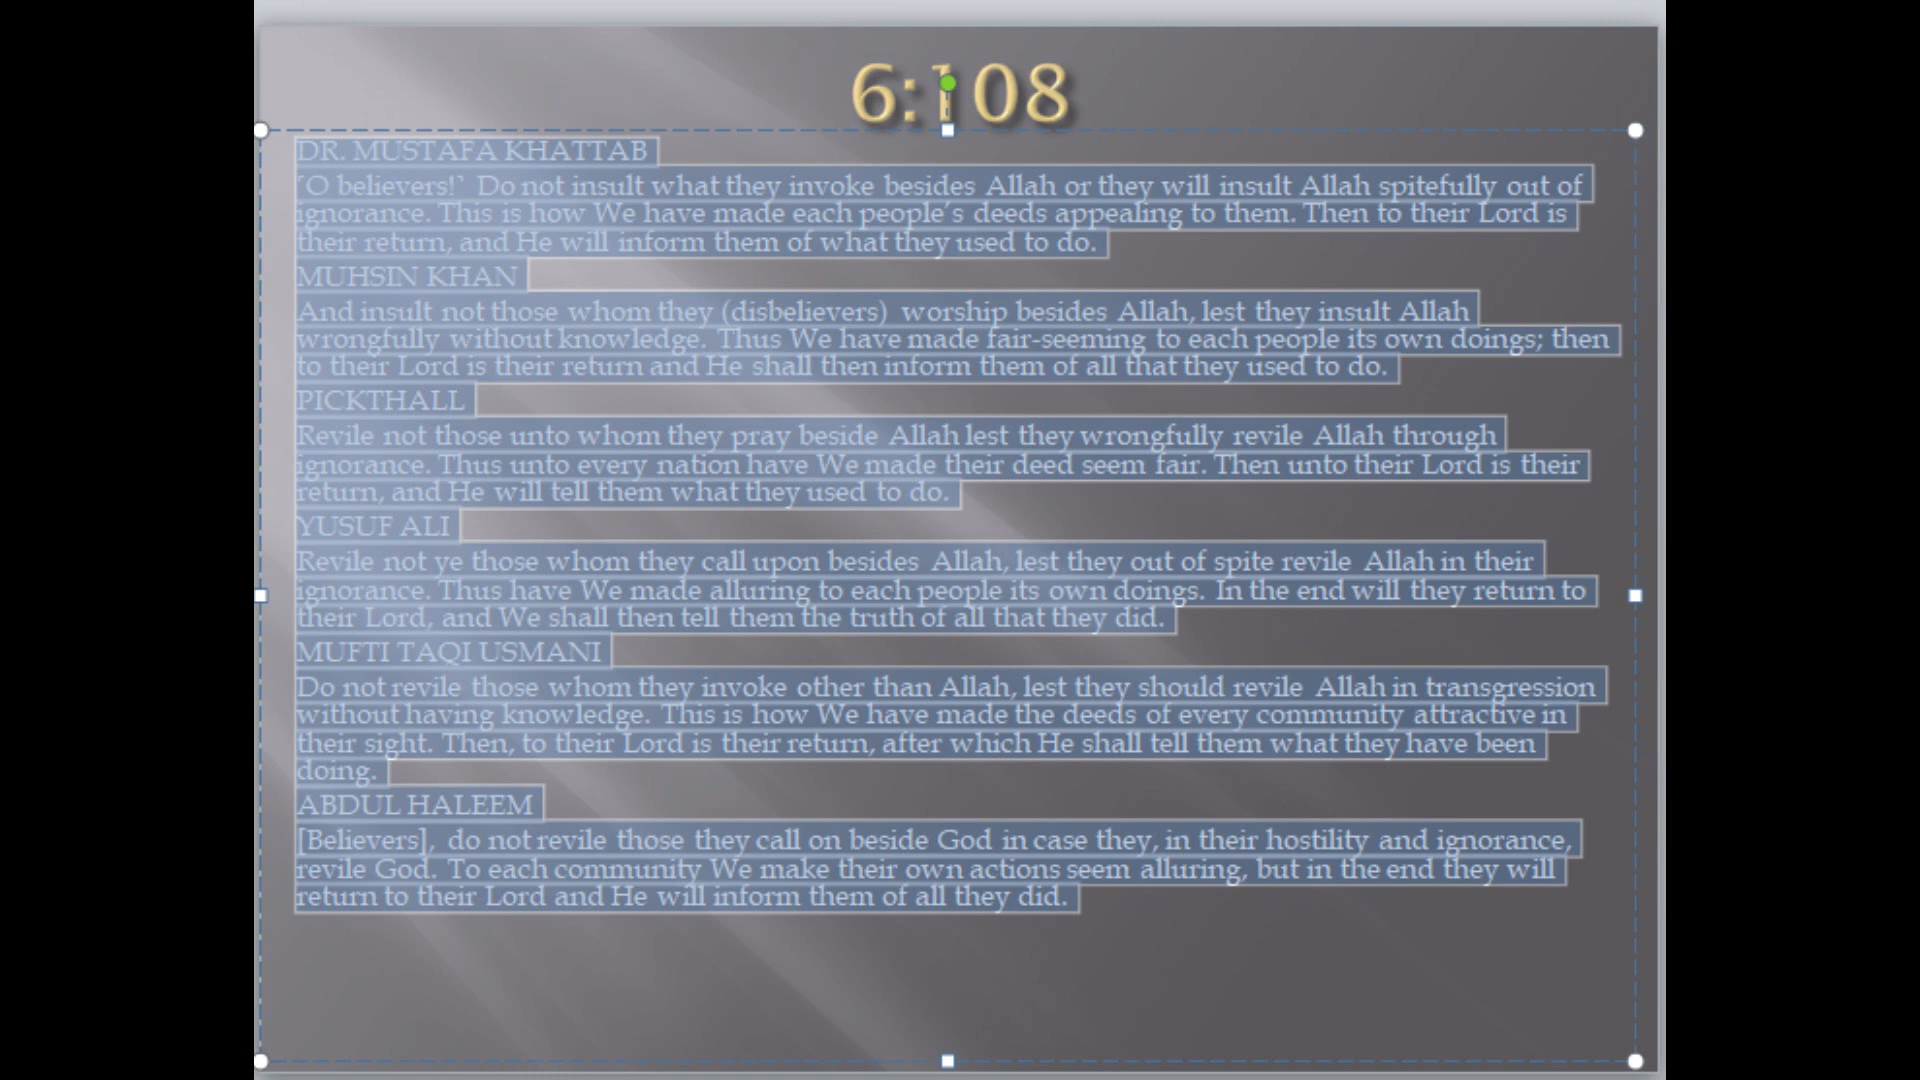 6:108
DR. MUSTAFA KHATTAB
˹O believers!˺ Do not insult what they invoke besides Allah or they will insult Allah spitefully out of
ignorance. This is how We have made each people’s deeds appealing to them. Then to their Lord is
their return, and He will inform them of what they used to do.
MUHSIN KHAN
And insult not those whom they (disbelievers) worship besides Allah, lest they insult Allah
wrongfully without knowledge. Thus We have made fair-seeming to each people its own doings; then
to their Lord is their return and He shall then inform them of all that they used to do.
PICKTHALL
Revile not those unto whom they pray beside Allah lest they wrongfully revile Allah through
ignorance. Thus unto every nation have We made their deed seem fair. Then unto their Lord is their
return, and He will tell them what they used to do.
YUSUF ALI
Revile not ye those whom they call upon besides Allah, lest they out of spite revile Allah in their
ignorance. Thus have We made alluring to each people its own doings. In the end will they return to
their Lord, and We shall then tell them the truth of all that they did.
MUFTI TAQI USMANI
Do not revile those whom they invoke other than Allah, lest they should revile Allah in transgression
without having knowledge. This is how We have made the deeds of every community attractive in
their sight. Then, to their Lord is their return, after which He shall tell them what they have been
doing.
ABDUL HALEEM
[Believers], do not revile those they call on beside God in case they, in their hostility and ignorance,
revile God. To each community We make their own actions seem alluring, but in the end they will
return to their Lord and He will inform them of all they did.